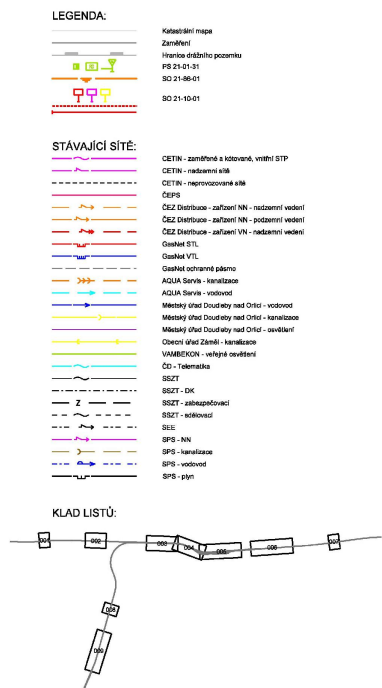 LEGENDA:
Katastrální mapa
Zaměření
Hranice drážního pozemku
PS 21-01-31
SO 21-86-01
SO 21-10-01
STÁVAJÍCÍ SÍTĚ:
CETIN - zaměřené a kótované, vnitřní STP
CETIN - nadzemní sítě
CETIN - neprovozované sítě
ČEPS
ČEZ Distribuce - zařízení NN - nadzemní vedení
ČEZ Distribuce - zařízení NN - podzemní vedení
ČEZ Distribuce - zařízení VN - nadzemní vedení
GasNet STL
GasNet VTL
GasNet ochranné pásmo
AQUA Servis - kanalizace
AQUA Servis - vodovod
Městský úřad Doudleby nad Orlicí - vodovod
Městský úřad Doudleby nad Orlicí - kanalizace
Městský úřad Doudleby nad Orlicí - osvětlení
Obecní úřad Záměl - kanalizace
VAMBEKON - veřejné osvětlení
ČD - Telematika
SSZT
SSZT - DK
Z SSZT - zabezpečovací
SSZT - sdělovací
SEE
SPS - NN
SPS - kanalizace
SPS - vodovod
SPS - plyn
KLAD LISTŮ:
001 002 003 004 005 006 007
008
009